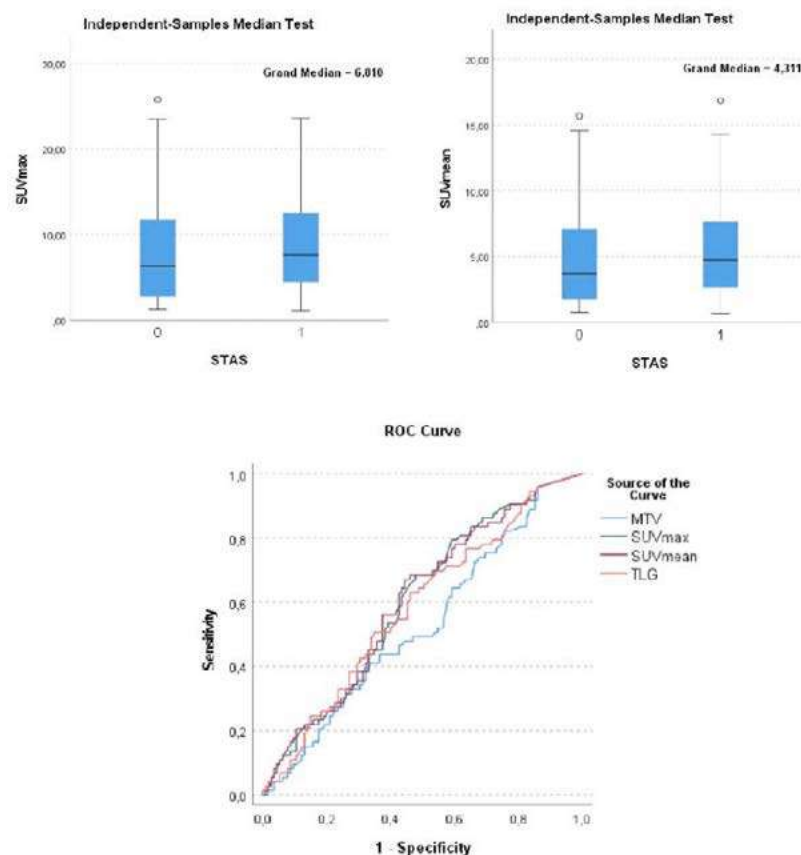 Independent-Samples Median Test
Grand Median = 6,810
SUVmax
30,00
20,00
10,00
,00
0
1
STAS
Independent-Samples Median Test
Grand Median = 4,311
SUVmean
20,00
15,00
10,00
5,00
,00
0
1
STAS
ROC Curve
Sensitivity
1,0
0,8
0,6
0,4
0,2
0,0
0,0
0,2
0,4
0,6
0,8
1,0
1 - Specificity
Source of the
Curve
MTV
SUVmax
SUVmean
TLG